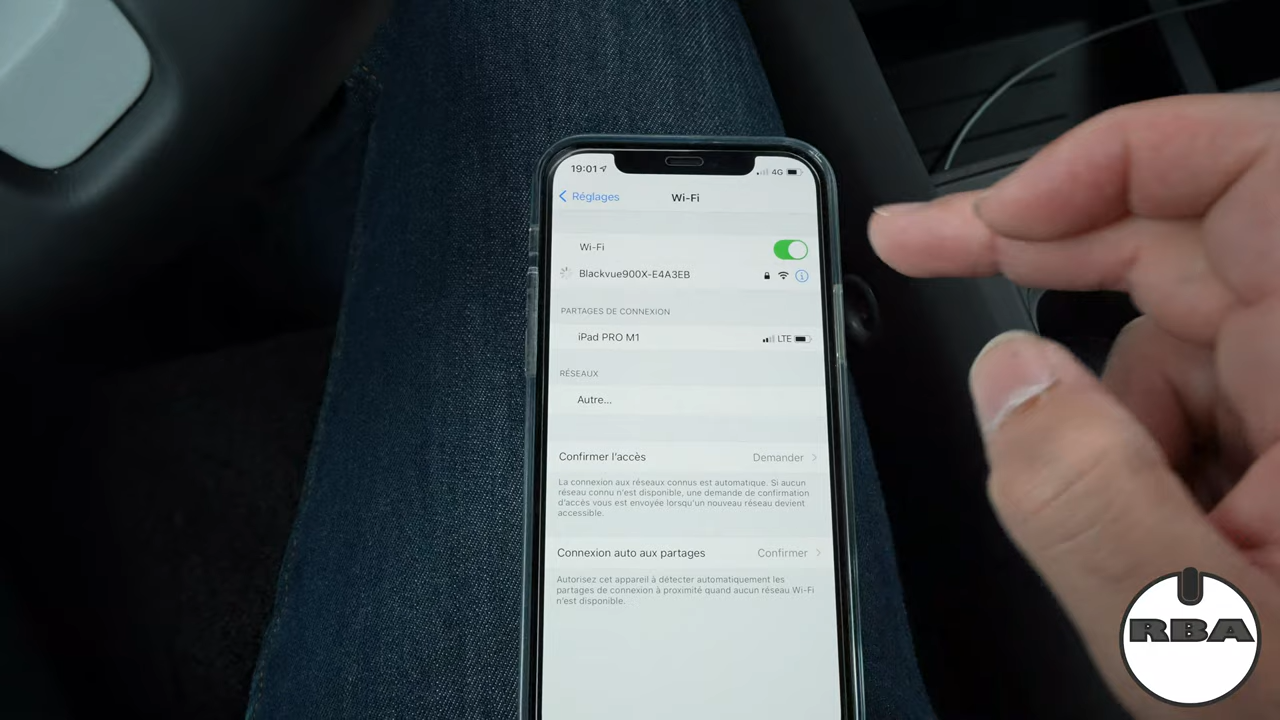 19:01
4G
Réglages
Wi-Fi
Wi-Fi
Blackvue900X-E4A3EB
PARTAGES DE CONNEXION
iPad PRO M1
LTE
RÉSEAUX
Autre...
Confirmer l'accès
Demander
La connexion aux réseaux connus est automatique. Si aucun
réseau connu n'est disponible, une demande de confirmation
d'accès vous est envoyée lorsqu'un nouveau réseau devient
accessible.
Connexion auto aux partages
Confirmer
Autorisez cet appareil à détecter automatiquement les
partages de connexion à proximité quand aucun réseau Wi-Fi
n'est disponible.
RBA